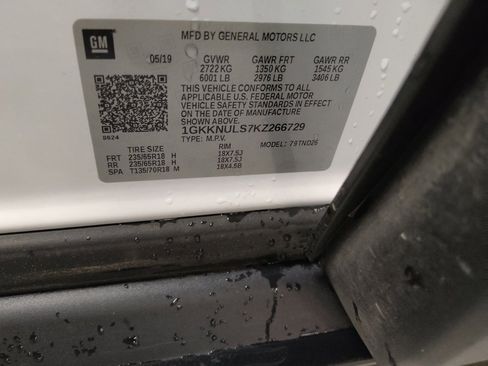 GM
MFD BY GENERAL MOTORS LLC
05/19 GVWR GAWR FRT GAWR RR
2722 KG 1350 KG 1545 KG
6001 LB 2976 LB 3406 LB
THIS VEHICLE CONFORMS TO ALL
APPLICABLE U.S. FEDERAL MOTOR
VEHICLE SAFETY STANDARDS IN EFFECT ON
THE DATE OF MANUFACTURE
SHOWN ABOVE.
1GKKNULS7KZ266729
TYPE: M.P.V. MODEL: 79TND26
8624
TIRE SIZE RIM
FRT 235/65R18 H 18X7.5J
RR 235/65R18 H 18X7.5J
SPA T135/70R18 M 18X4.5B